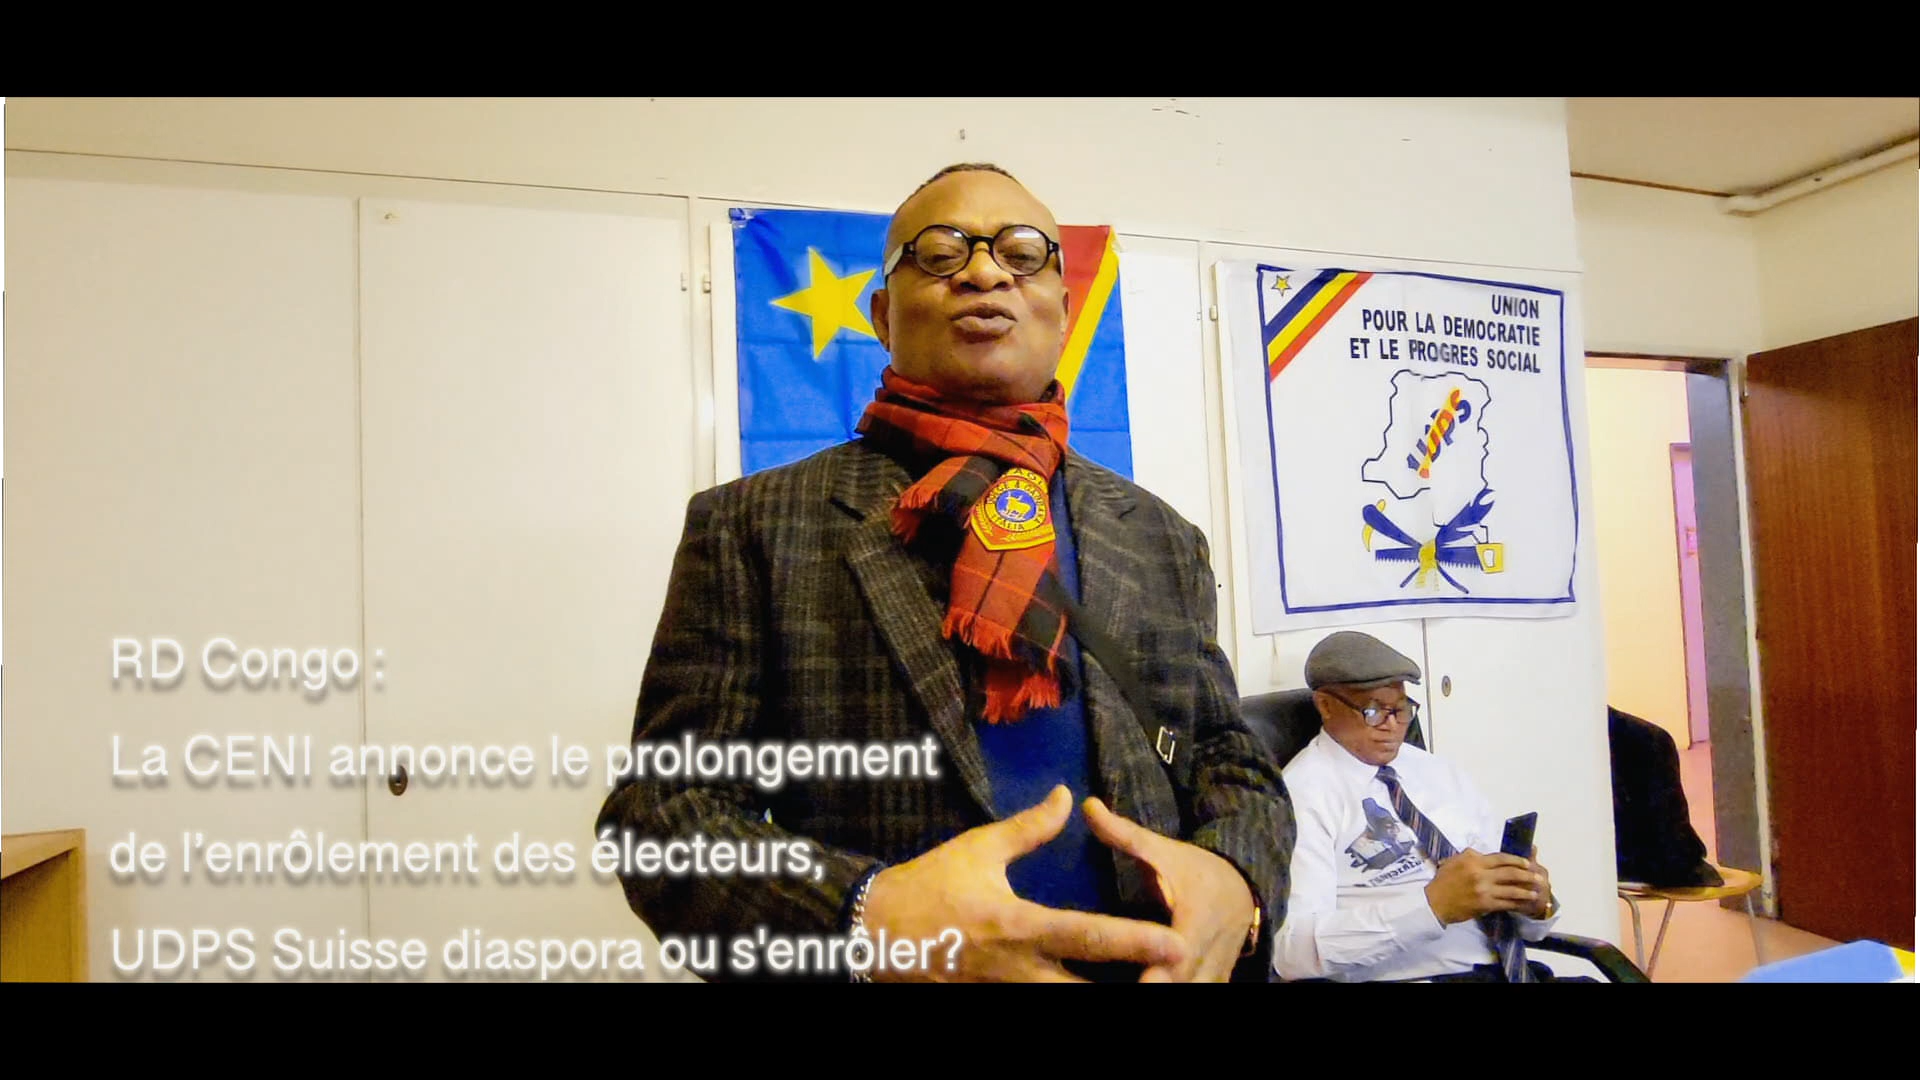 UNION
POUR LA DEMOCRATIE
ET LE PROGRES SOCIAL
UDPS
ITALIA
RD Congo :
La CENI annonce le prolongement
de l’enrôlement des électeurs,
UDPS Suisse diaspora ou s'enrôler?